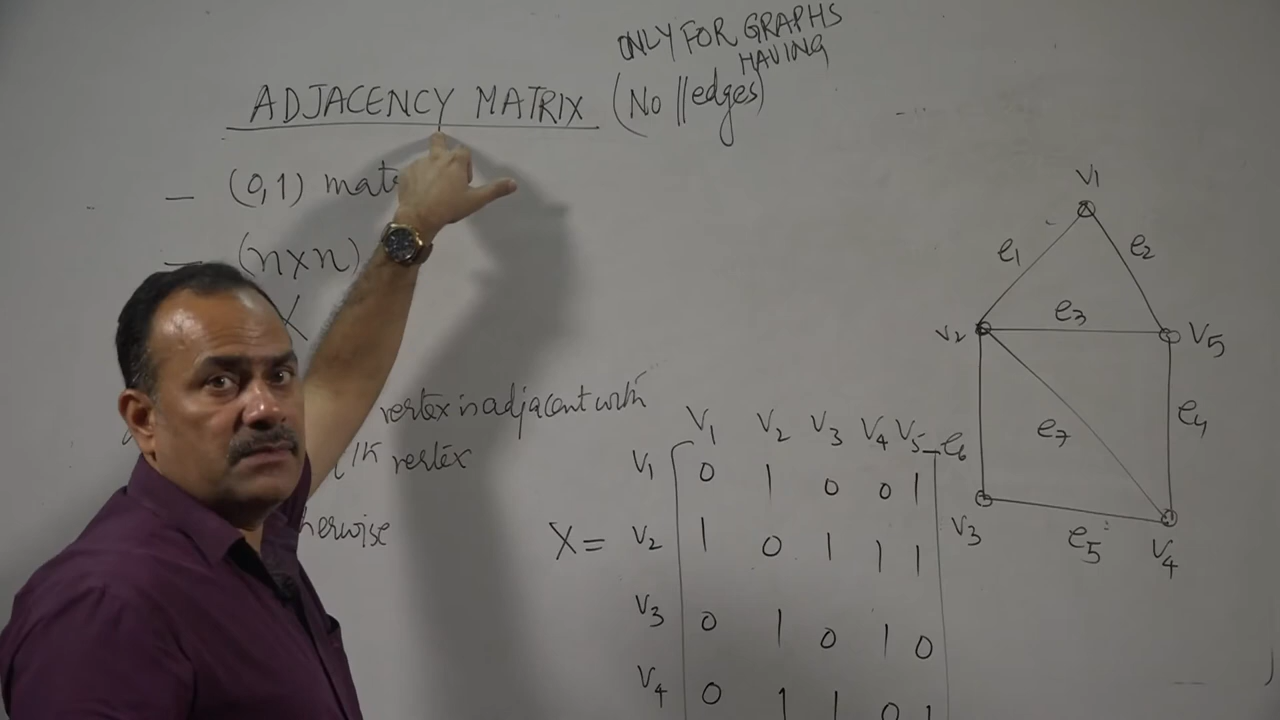 ONLY FOR GRAPHS
HAVING
ADJACENCY MATRIX (No ||edges)
– (0,1)
– (n×n)
X
vertex is adjacent with
vertex
V1 V2 V3 V4 V5
V1 0 1 0 0 1
X = V2 1 0 1 1 1
V3 0 1 0 1 0
V4 0 1 1 0 1
V1
e1 e2
e3
V2 V5
e4
e7
e6
V3
e5
V4